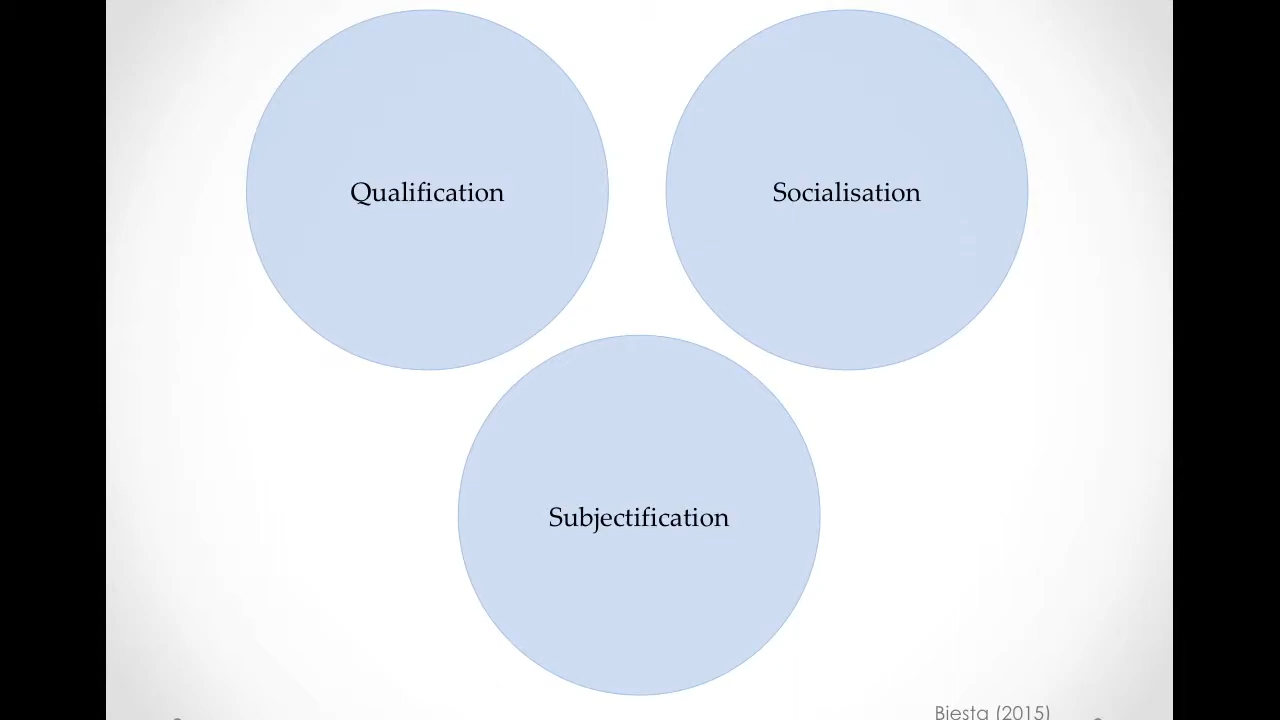 Qualification
Socialisation
Subjectification
Biesta (2015)